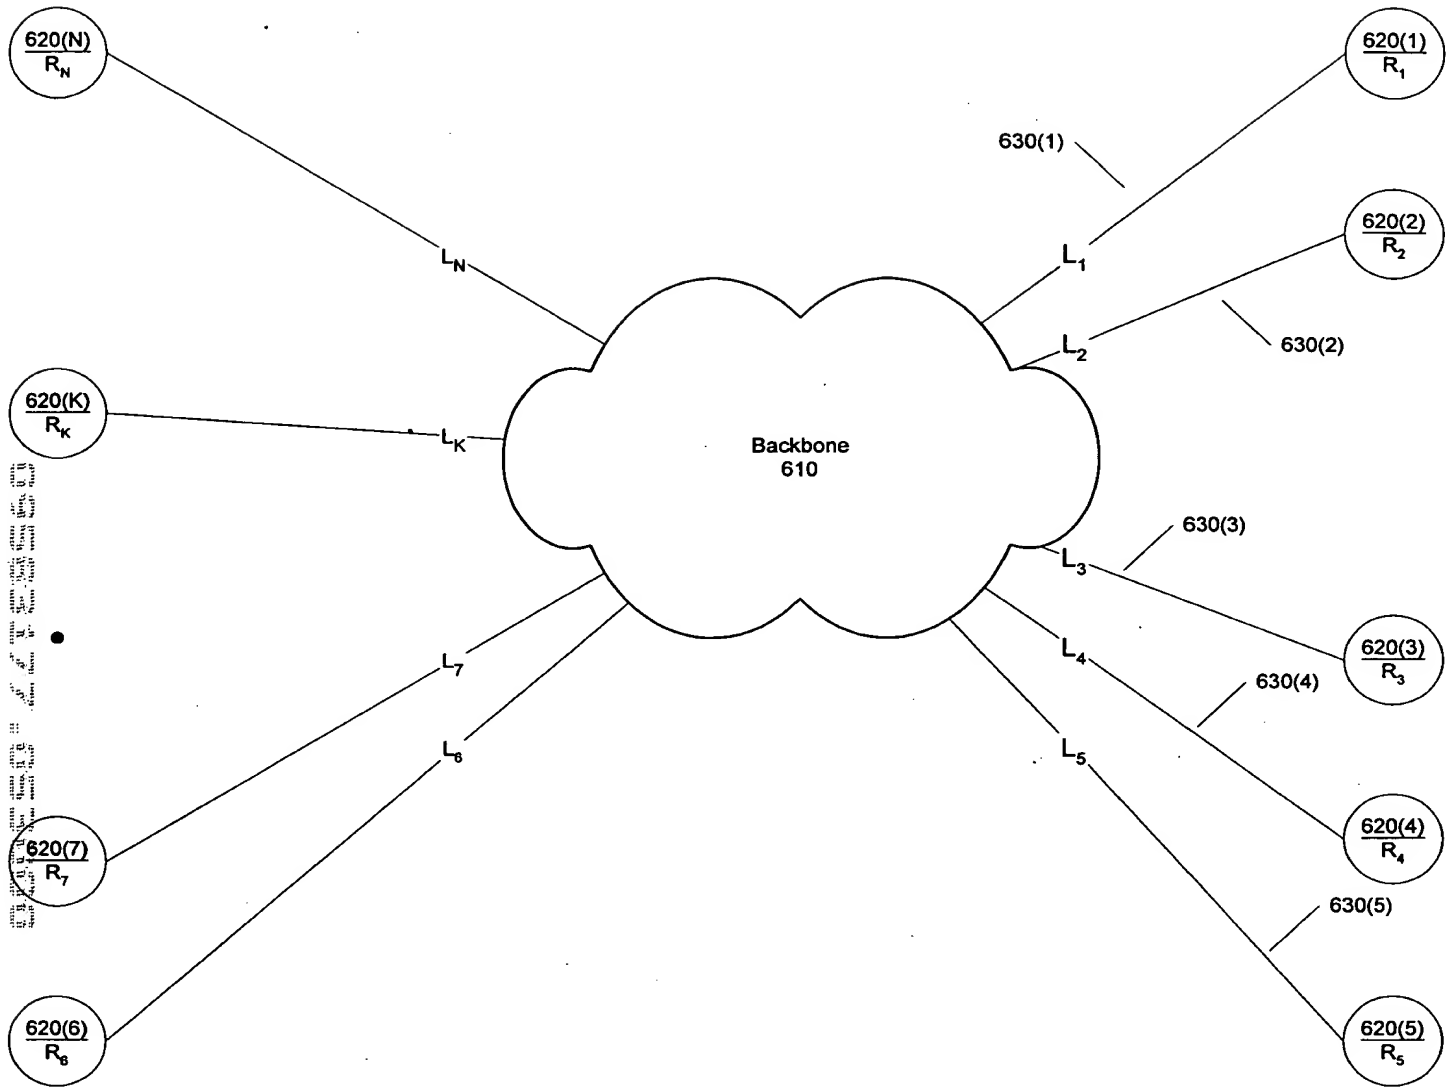 620(N)
R_N
620(1)
R_1
630(1)
620(2)
R_2
L_N
L_1
L_2
630(2)
620(K)
R_K
L_K
Backbone
610
630(3)
L_3
L_4
620(3)
R_3
L_7
630(4)
L_6
L_5
620(7)
R_7
620(4)
R_4
630(5)
620(6)
R_6
620(5)
R_5